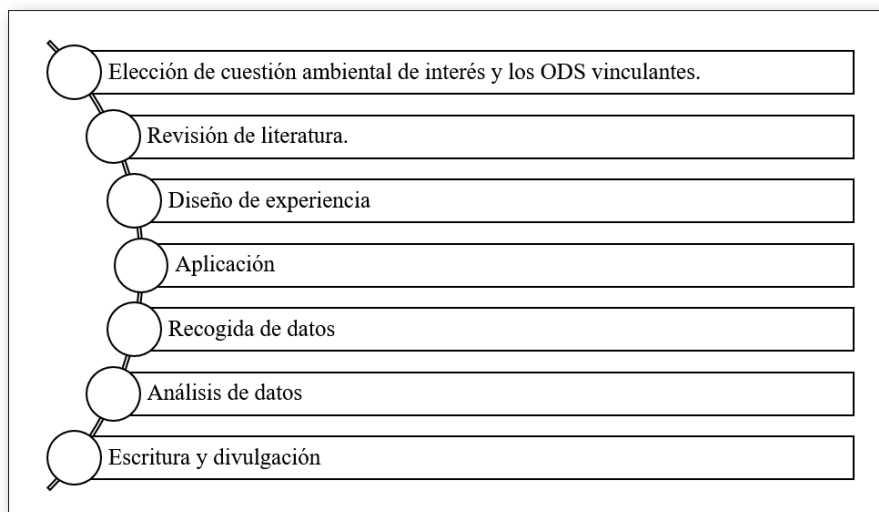 Elección de cuestión ambiental de interés y los ODS vinculantes.
Revisión de literatura.
Diseño de experiencia
Aplicación
Recogida de datos
Análisis de datos
Escritura y divulgación